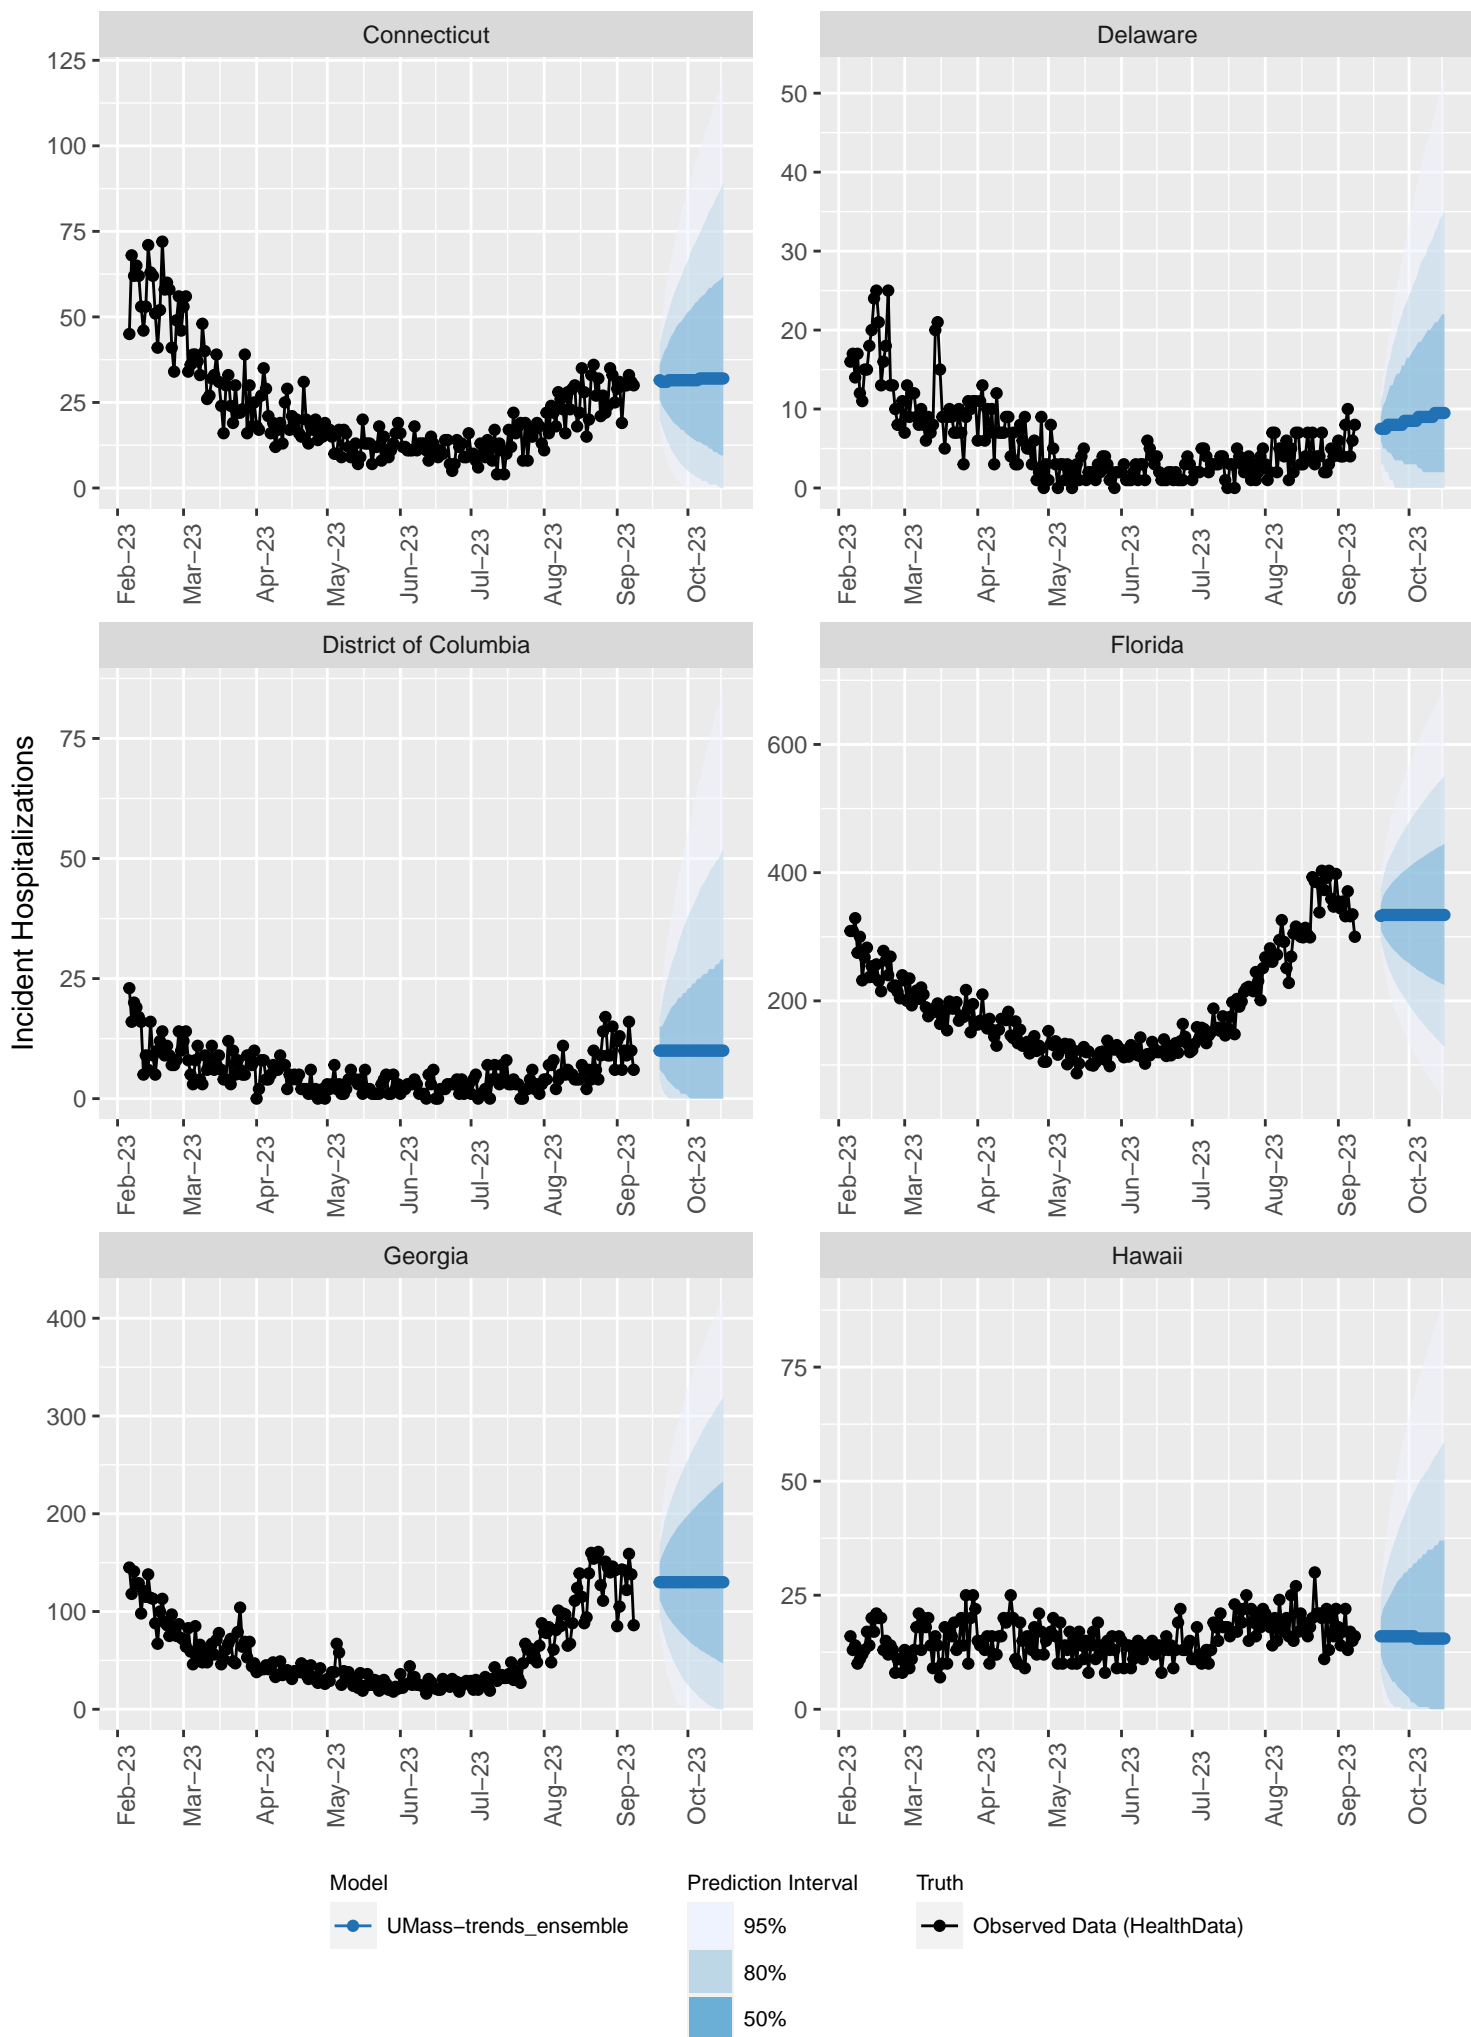 Connecticut Delaware
125
100
75
50
25
0
50
40
30
20
10
0
Feb−23 Mar−23 Apr−23 May−23 Jun−23 Jul−23 Aug−23 Sep−23 Oct−23
Feb−23 Mar−23 Apr−23 May−23 Jun−23 Jul−23 Aug−23 Sep−23 Oct−23
Incident Hospitalizations
District of Columbia Florida
75
50
25
0
600
400
200
Feb−23 Mar−23 Apr−23 May−23 Jun−23 Jul−23 Aug−23 Sep−23 Oct−23
Feb−23 Mar−23 Apr−23 May−23 Jun−23 Jul−23 Aug−23 Sep−23 Oct−23
Georgia Hawaii
400
300
200
100
0
75
50
25
0
Feb−23 Mar−23 Apr−23 May−23 Jun−23 Jul−23 Aug−23 Sep−23 Oct−23
Feb−23 Mar−23 Apr−23 May−23 Jun−23 Jul−23 Aug−23 Sep−23 Oct−23
Model
UMass−trends_ensemble
Prediction Interval
95%
80%
50%
Truth
Observed Data (HealthData)